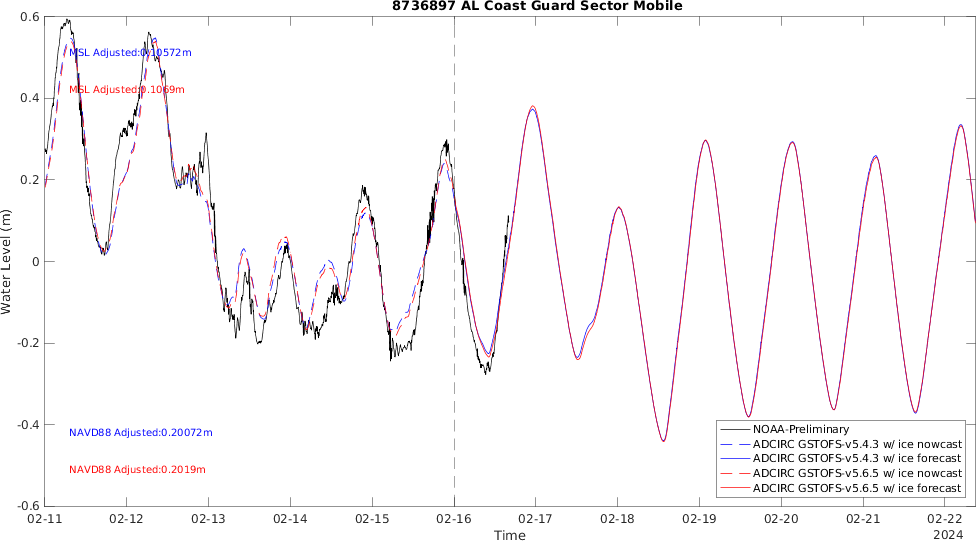 8736897 AL Coast Guard Sector Mobile
0.6
MSL Adjusted:0.10572m
MSL Adjusted:0.1069m
0.4
0.2
0
-0.2
-0.4
-0.6
Water Level (m)
NAVD88 Adjusted:0.20072m
NAVD88 Adjusted:0.2019m
NOAA-Preliminary
ADCIRC GSTOFS-v5.4.3 w/ ice nowcast
ADCIRC GSTOFS-v5.4.3 w/ ice forecast
ADCIRC GSTOFS-v5.6.5 w/ ice nowcast
ADCIRC GSTOFS-v5.6.5 w/ ice forecast
02-11 02-12 02-13 02-14 02-15 02-16 02-17 02-18 02-19 02-20 02-21 02-22
Time
2024